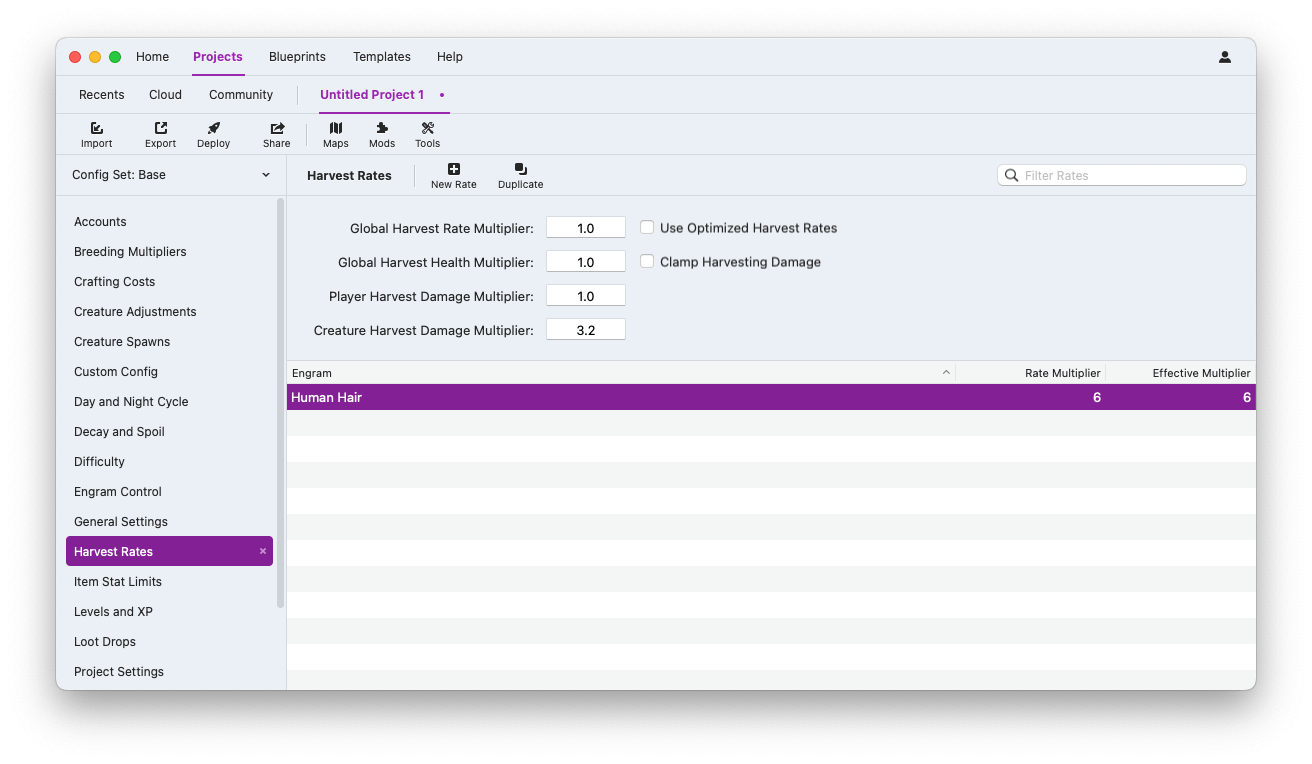 Home Projects Blueprints Templates Help
Recents Cloud Community Untitled Project 1 •
Import Export Deploy Share Maps Mods Tools
Config Set: Base
Harvest Rates New Rate Duplicate Filter Rates
Accounts
Breeding Multipliers
Crafting Costs
Creature Adjustments
Creature Spawns
Custom Config
Day and Night Cycle
Decay and Spoil
Difficulty
Engram Control
General Settings
Harvest Rates
Item Stat Limits
Levels and XP
Loot Drops
Project Settings
Global Harvest Rate Multiplier: 1.0 Use Optimized Harvest Rates
Global Harvest Health Multiplier: 1.0 Clamp Harvesting Damage
Player Harvest Damage Multiplier: 1.0
Creature Harvest Damage Multiplier: 3.2
Engram Rate Multiplier Effective Multiplier
Human Hair 6 6